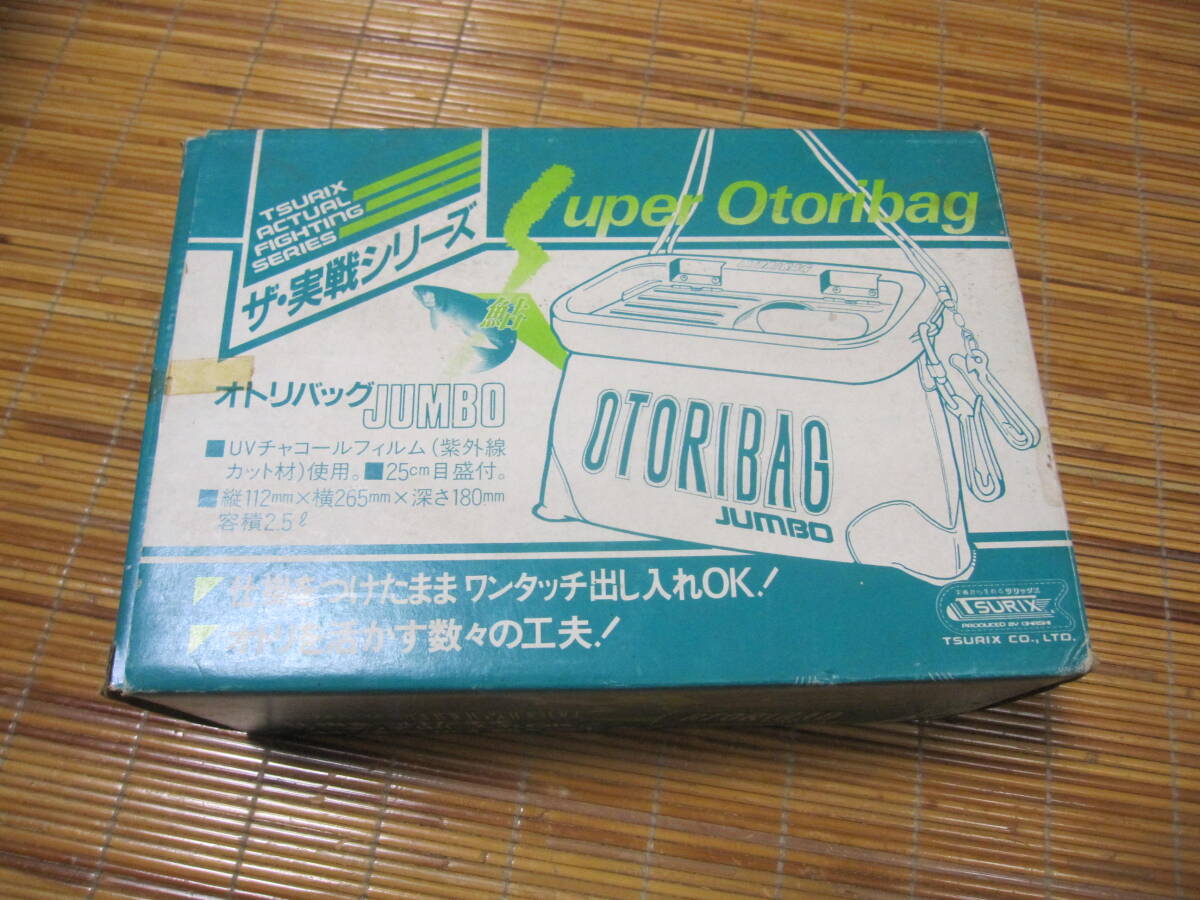 TSURIX
ACTUAL
FIGHTING
SERIES
ザ・実戦シリーズ
Super Otoribag
鮎
オトリバッグJUMBO
■UVチャコールフィルム(紫外線
カット材)使用。■25cm目盛付。
■縦112mm×横265mm×深さ180mm
容積2.5ℓ
OTORIBAG
JUMBO
仕掛をつけたままワンタッチ出し入れOK!
オトリを活かす数々の工夫!
TSURIX
PRODUCED BY OHASHI
TSURIX CO., LTD.